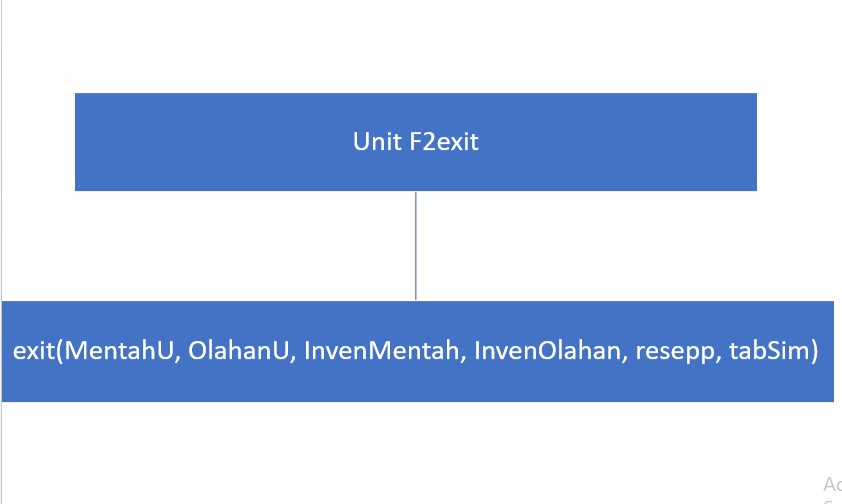 Unit F2exit
exit(MentahU, OlahanU, InvenMentah, InvenOlahan, resepp, tabSim)